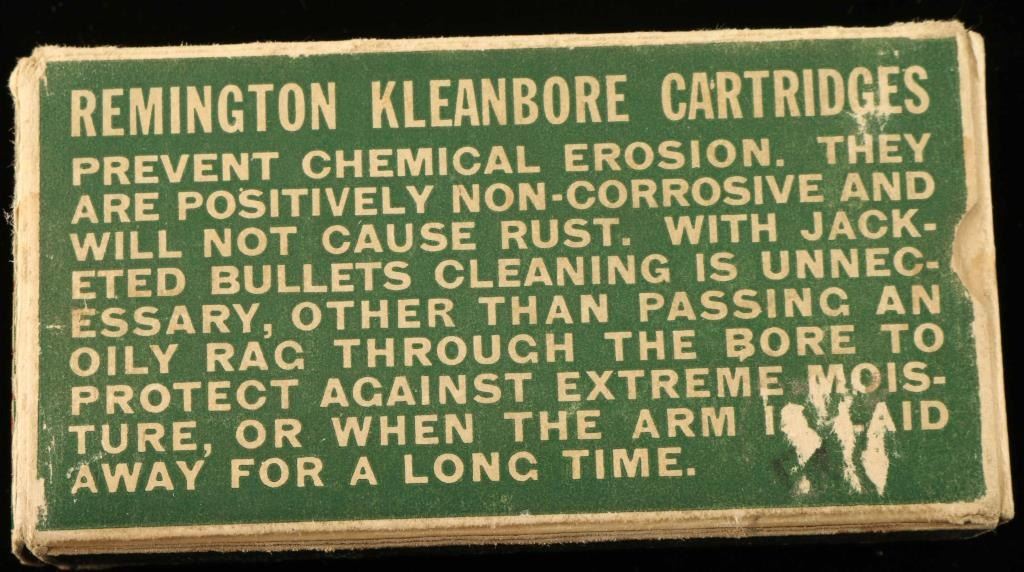 REMINGTON KLEANBORE CARTRIDGES
PREVENT CHEMICAL EROSION. THEY
ARE POSITIVELY NON-CORROSIVE AND
WILL NOT CAUSE RUST. WITH JACK-
ETED BULLETS CLEANING IS UNNEC-
ESSARY, OTHER THAN PASSING AN
OILY RAG THROUGH THE BORE TO
PROTECT AGAINST EXTREME MOIS-
TURE, OR WHEN THE ARM IS LAID
AWAY FOR A LONG TIME.